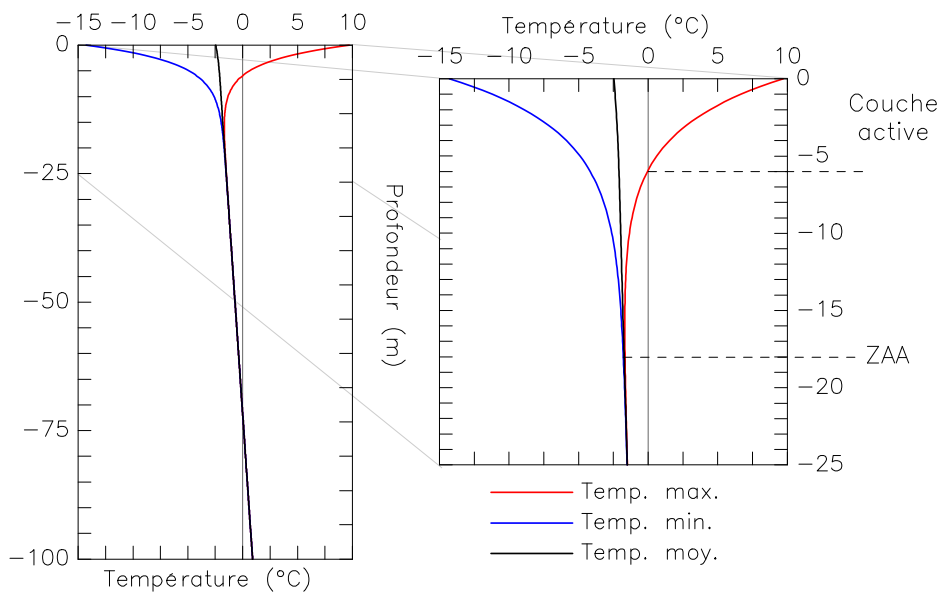 −15 −10 −5 0 5 10
0
−25
−50
−75
−100
Température (°C)
Profondeur (m)
Température (°C)
−15 −10 −5 0 5 10
0
−5
−10
−15
−20
−25
Couche
active
ZAA
Temp. max.
Temp. min.
Temp. moy.